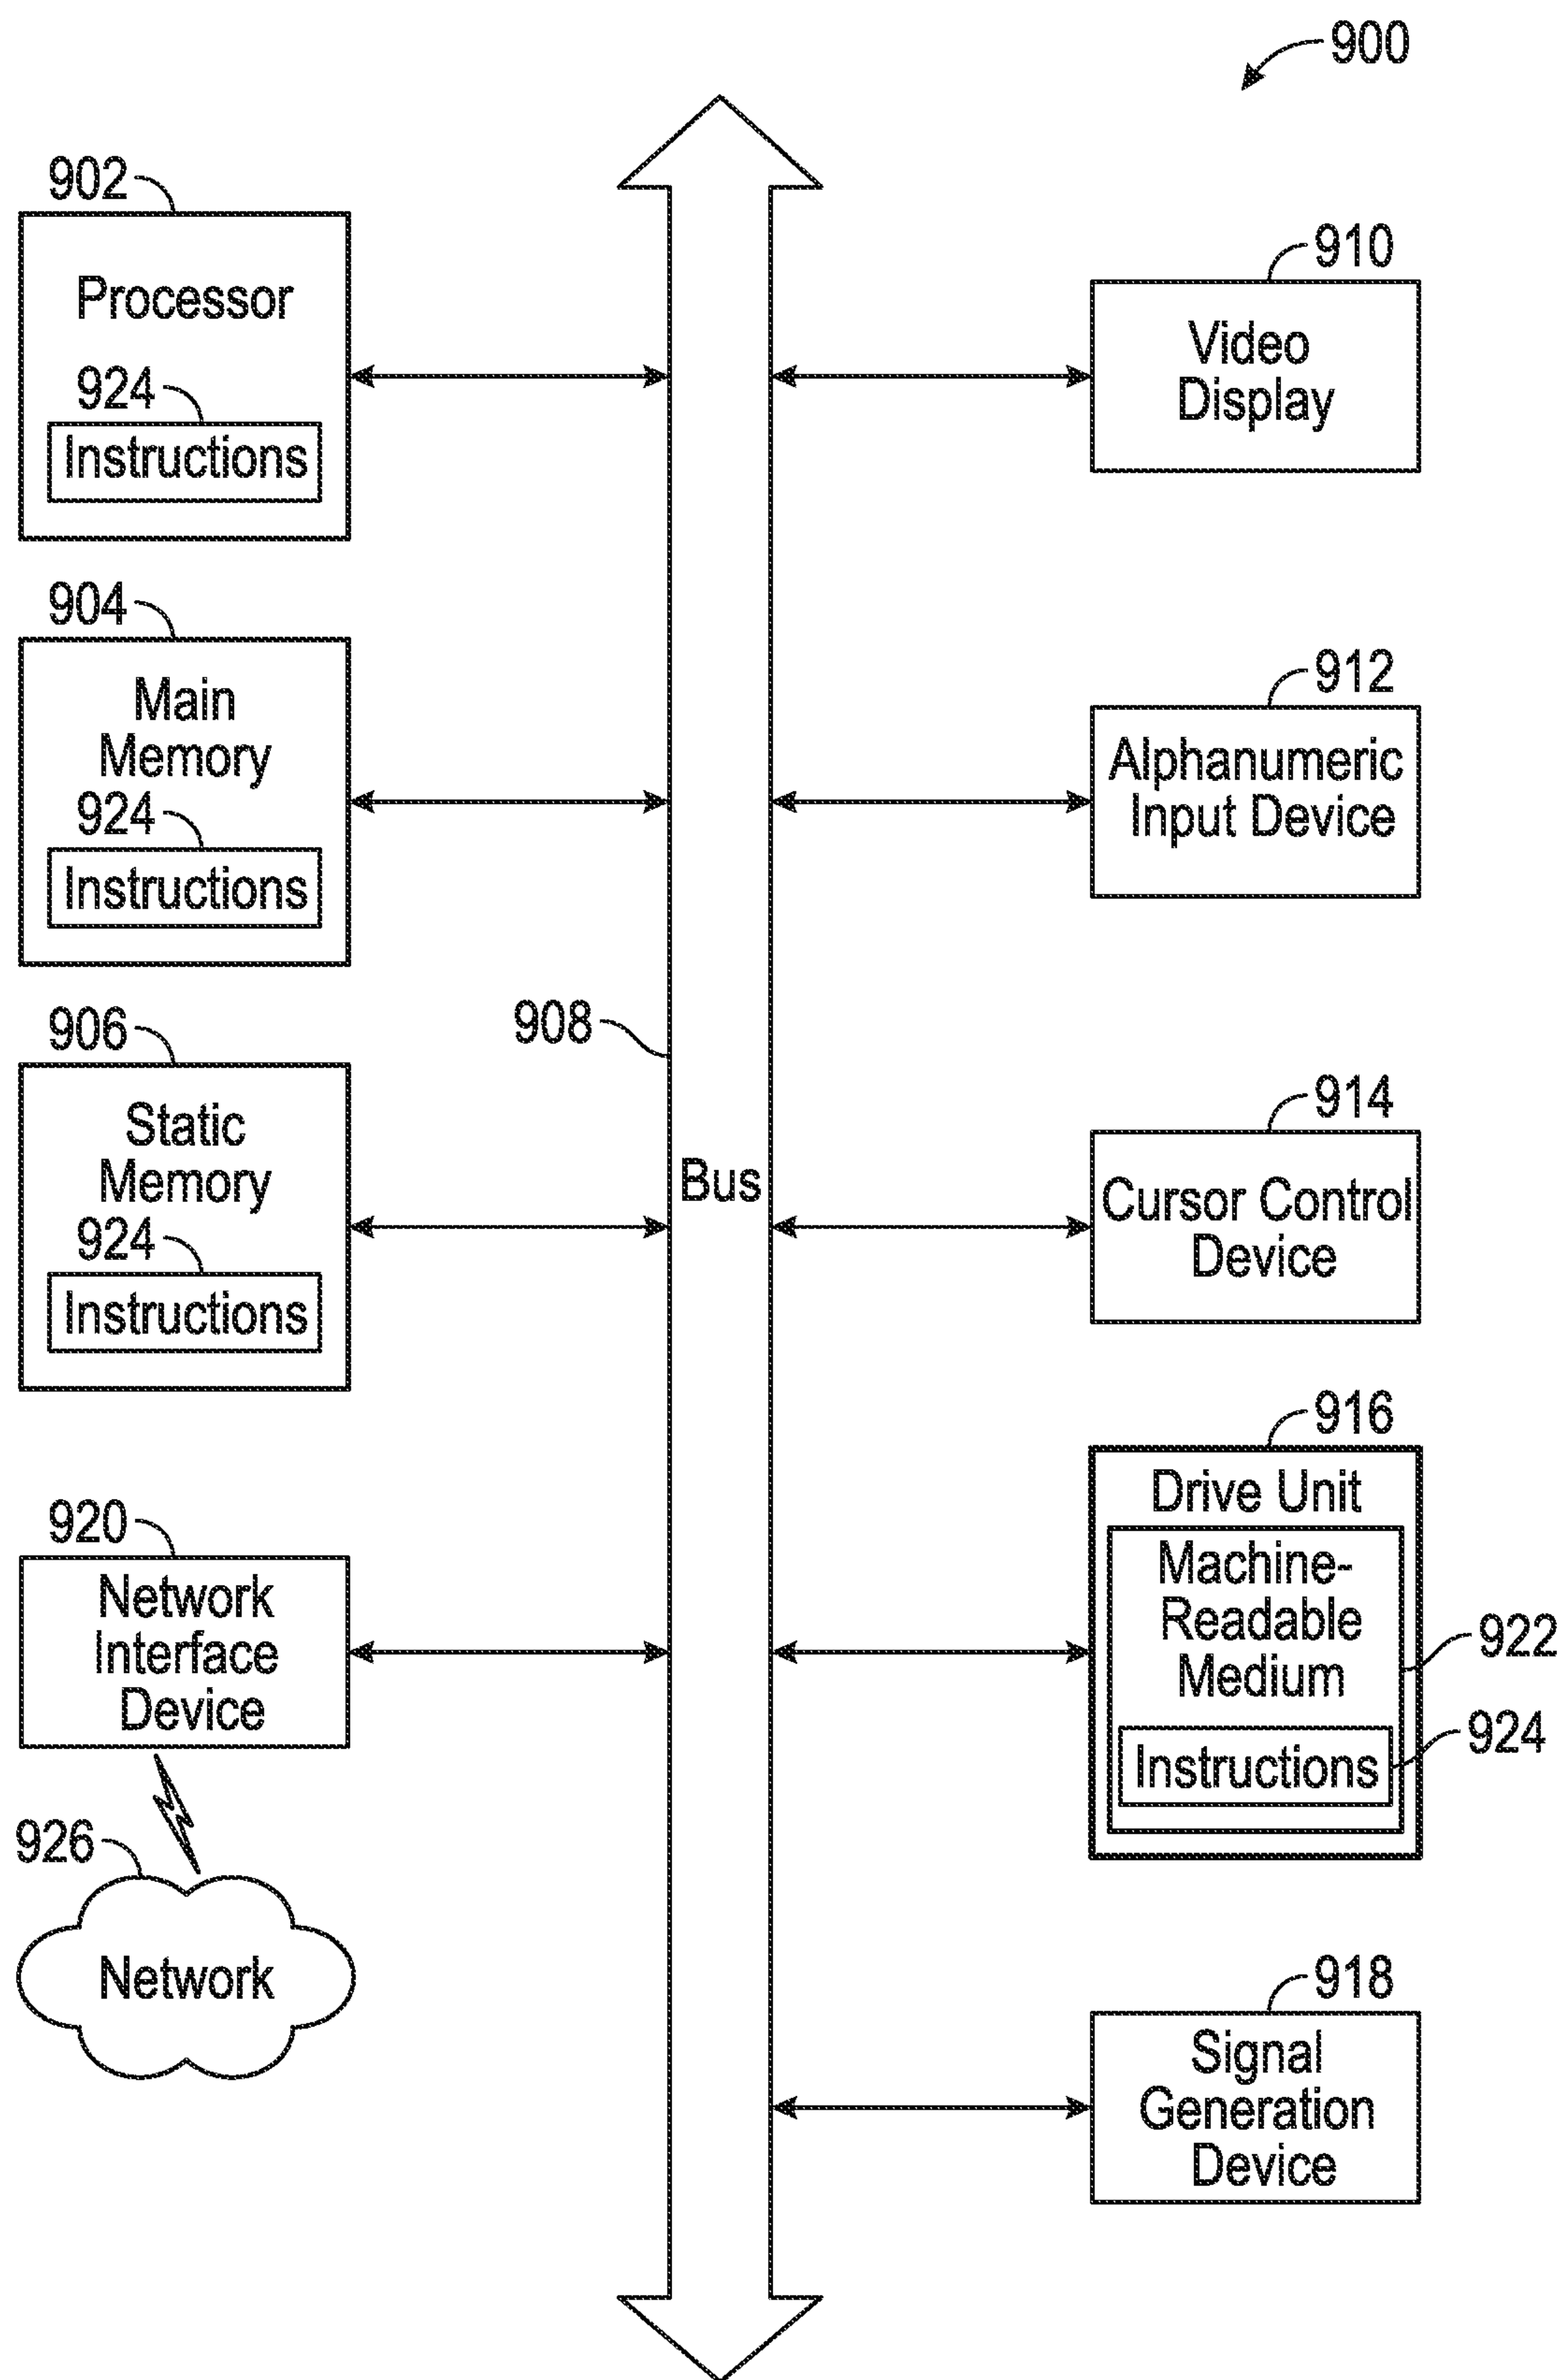 900
902
Processor
924
Instructions
904
Main
Memory
924
Instructions
906
Static
Memory
924
Instructions
920
Network
Interface
Device
926
Network
908
Bus
910
Video
Display
912
Alphanumeric
Input Device
914
Cursor Control
Device
916
Drive Unit
Machine-
Readable
Medium
922
Instructions
924
918
Signal
Generation
Device